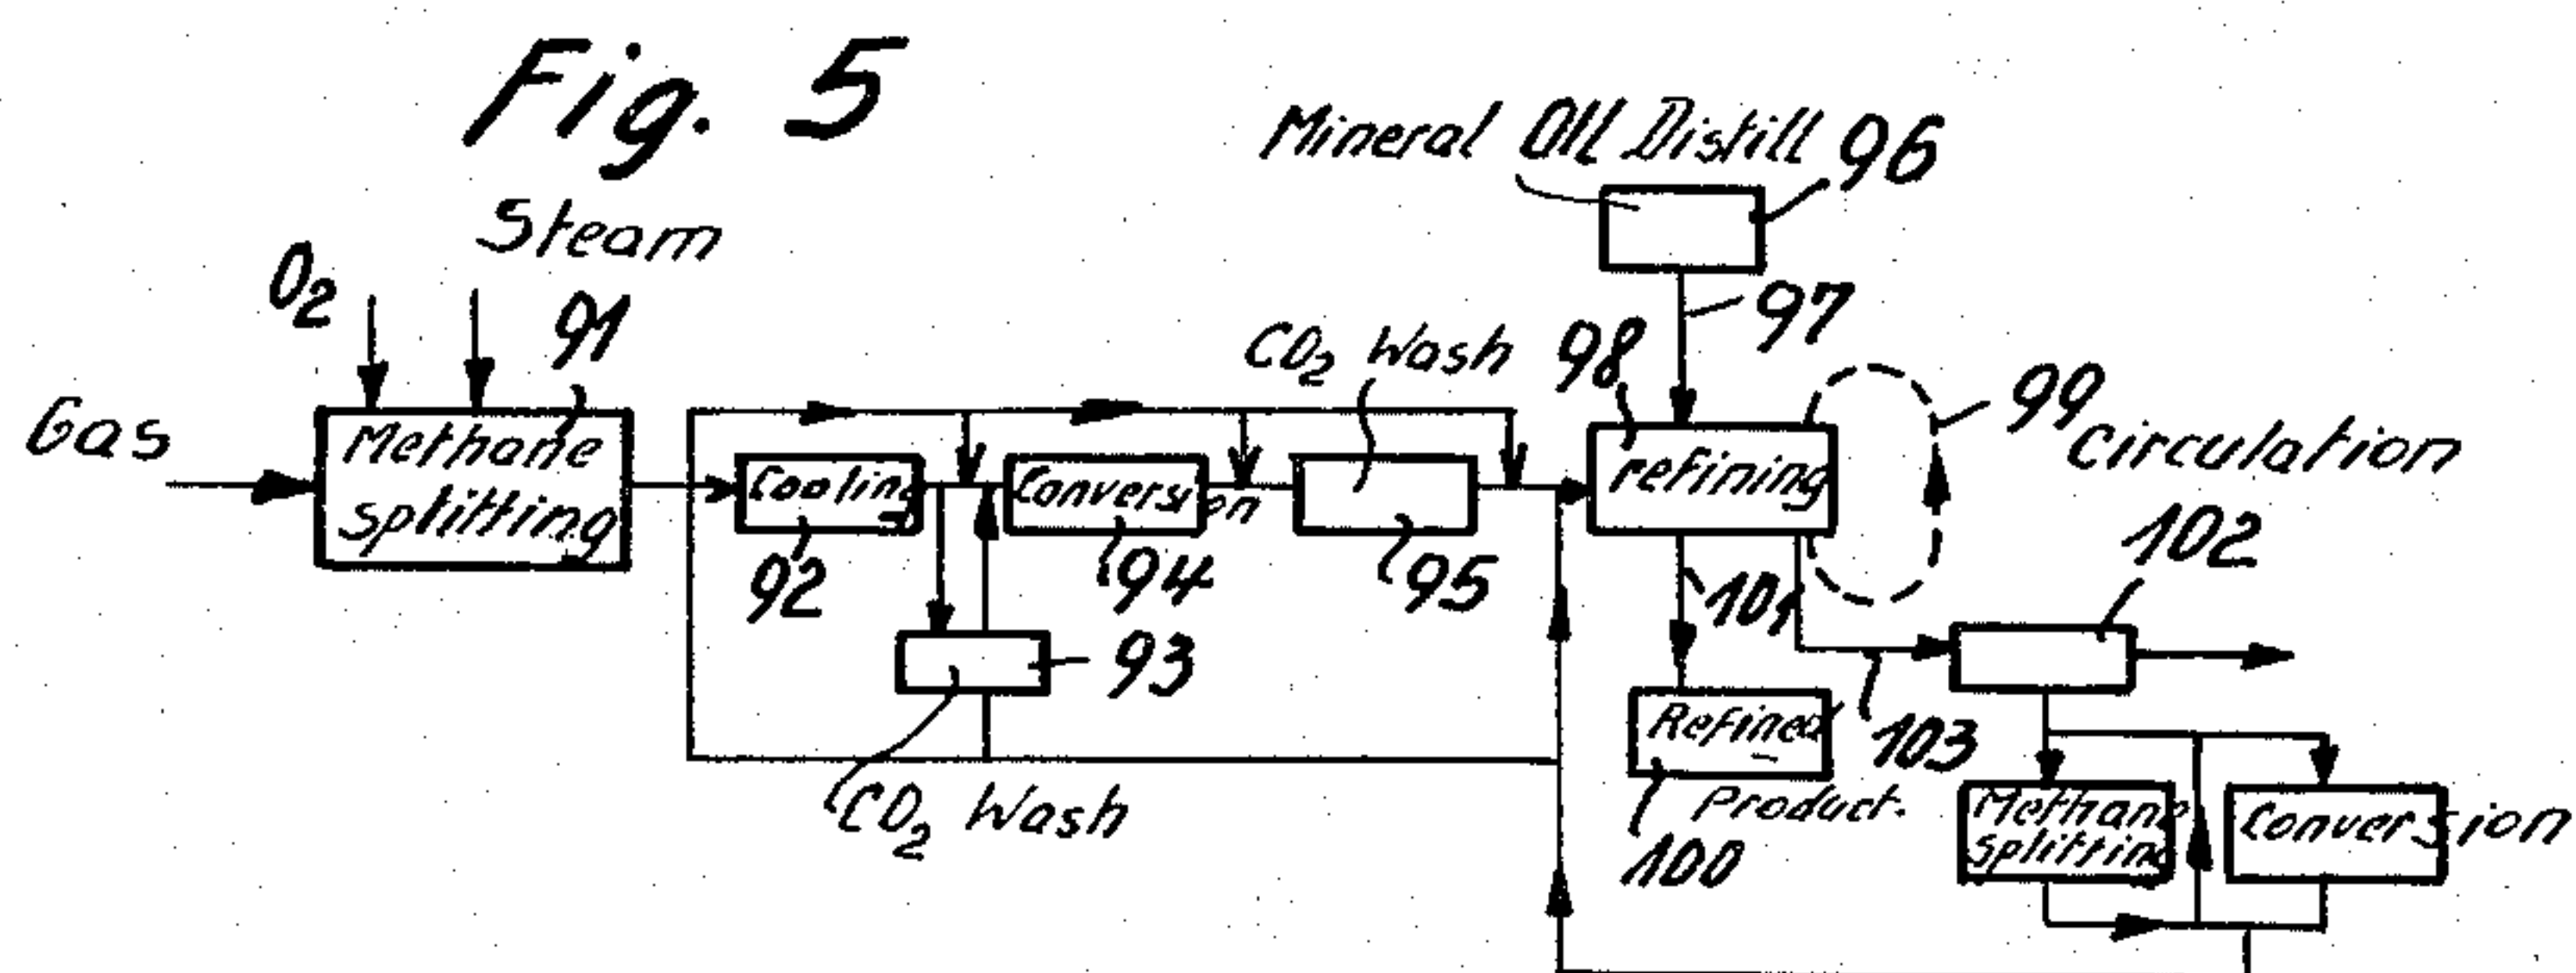 Fig. 5
Mineral OIL Distill 96
Steam
O2
91
97
CO2 Wash
98
99
Circulation
Gas
Methane
splitting
Cooling
Conversion
refining
102
92
94
95
101
93
Refined
Product.
103
CO2 Wash
100
Methane
splitting
Conversion